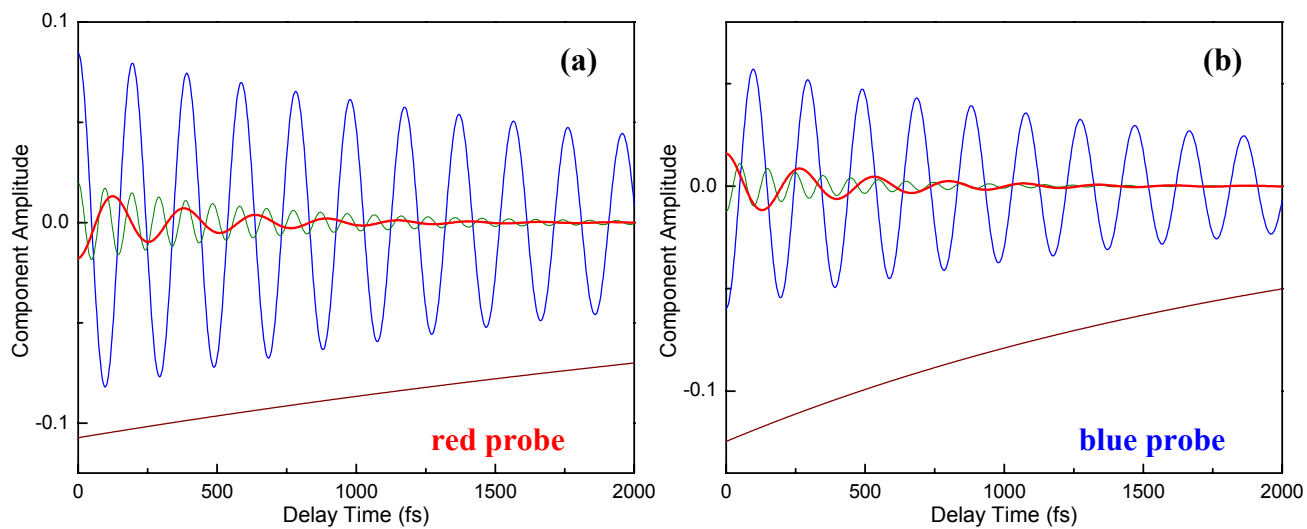 0.1
0.0
-0.1
Component Amplitude
(a)
red probe
0
500
1000
1500
2000
Delay Time (fs)
0.0
-0.1
Component Amplitude
(b)
blue probe
0
500
1000
1500
2000
Delay Time (fs)